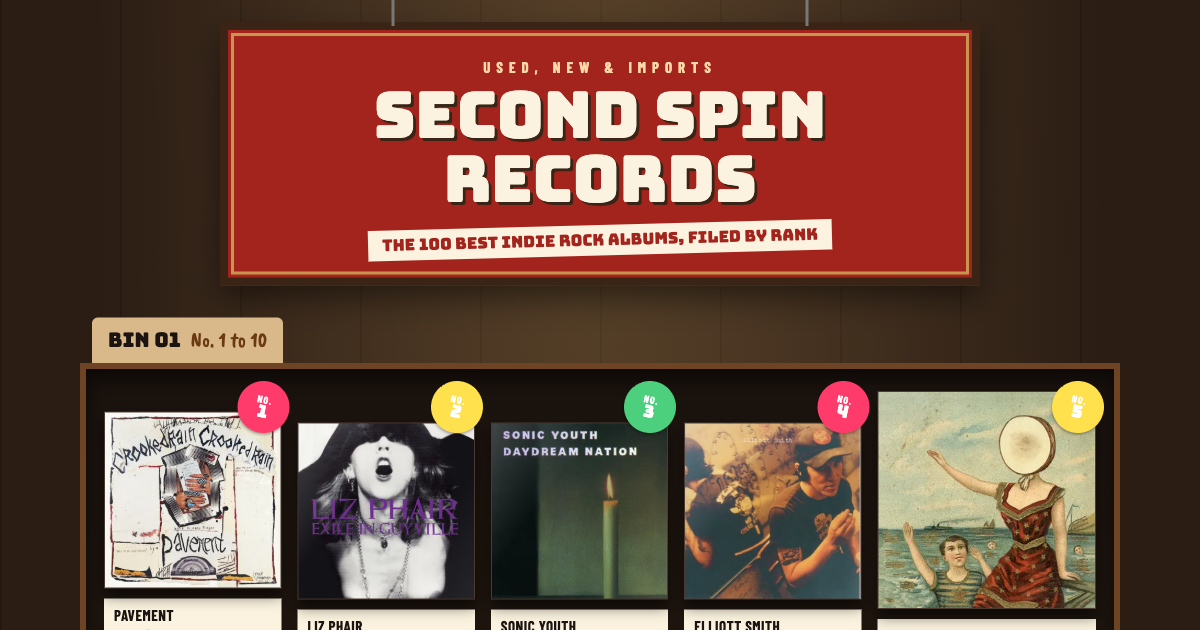 USED, NEW & IMPORTS
SECOND SPIN
RECORDS
THE 100 BEST INDIE ROCK ALBUMS, FILED BY RANK
BIN 01 No. 1 to 10
NO.
1
NO.
2
NO.
3
NO.
4
NO.
5
Crooked Rain Crooked Rain
Pavement
LIZ PHAIR
EXILE IN GUYVILLE
SONIC YOUTH
DAYDREAM NATION
Elliott Smith
PAVEMENT
LIZ PHAIR
SONIC YOUTH
ELLIOTT SMITH